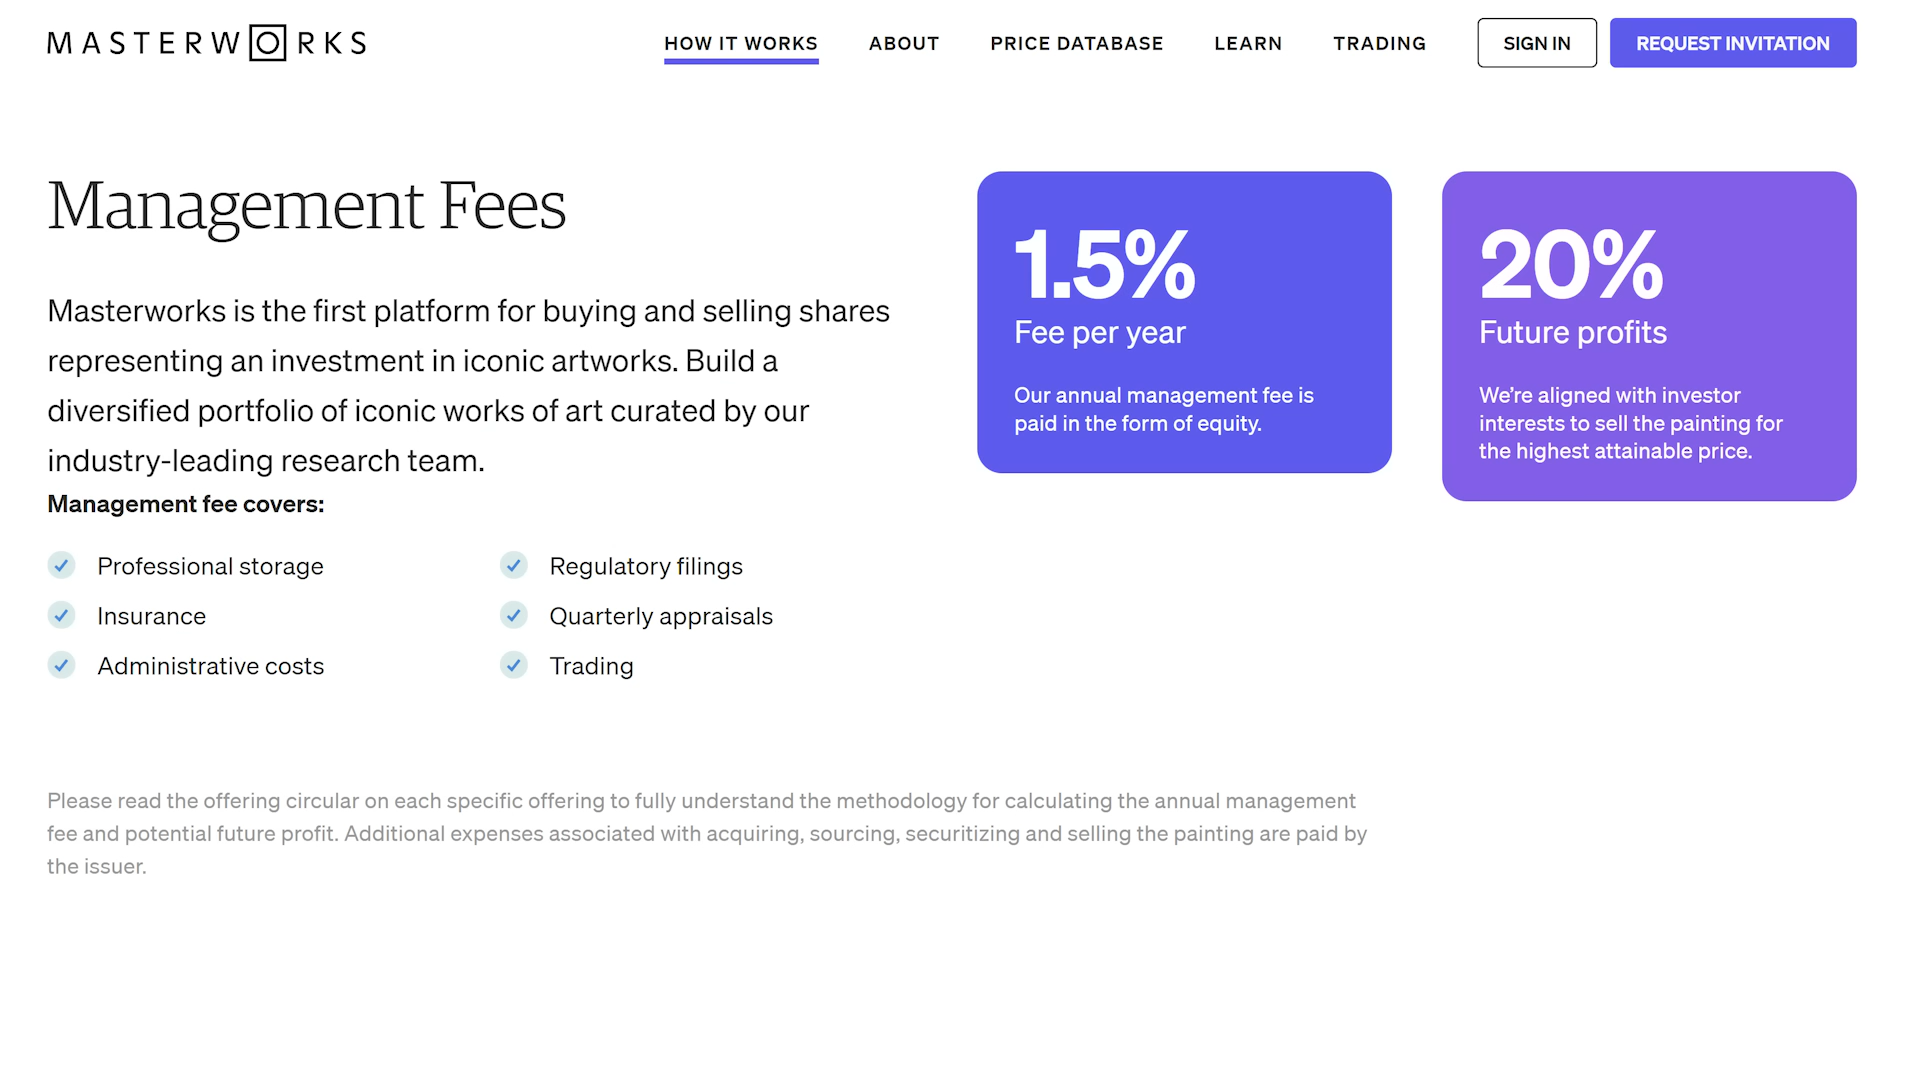 MASTERWORKS
HOW IT WORKS
ABOUT
PRICE DATABASE
LEARN
TRADING
SIGN IN
REQUEST INVITATION
Management Fees
Masterworks is the first platform for buying and selling shares
representing an investment in iconic artworks. Build a
diversified portfolio of iconic works of art curated by our
industry-leading research team.
Management fee covers:
Professional storage
Regulatory filings
Insurance
Quarterly appraisals
Administrative costs
Trading
1.5%
Fee per year
Our annual management fee is
paid in the form of equity.
20%
Future profits
We’re aligned with investor
interests to sell the painting for
the highest attainable price.
Please read the offering circular on each specific offering to fully understand the methodology for calculating the annual management
fee and potential future profit. Additional expenses associated with acquiring, sourcing, securitizing and selling the painting are paid by
the issuer.